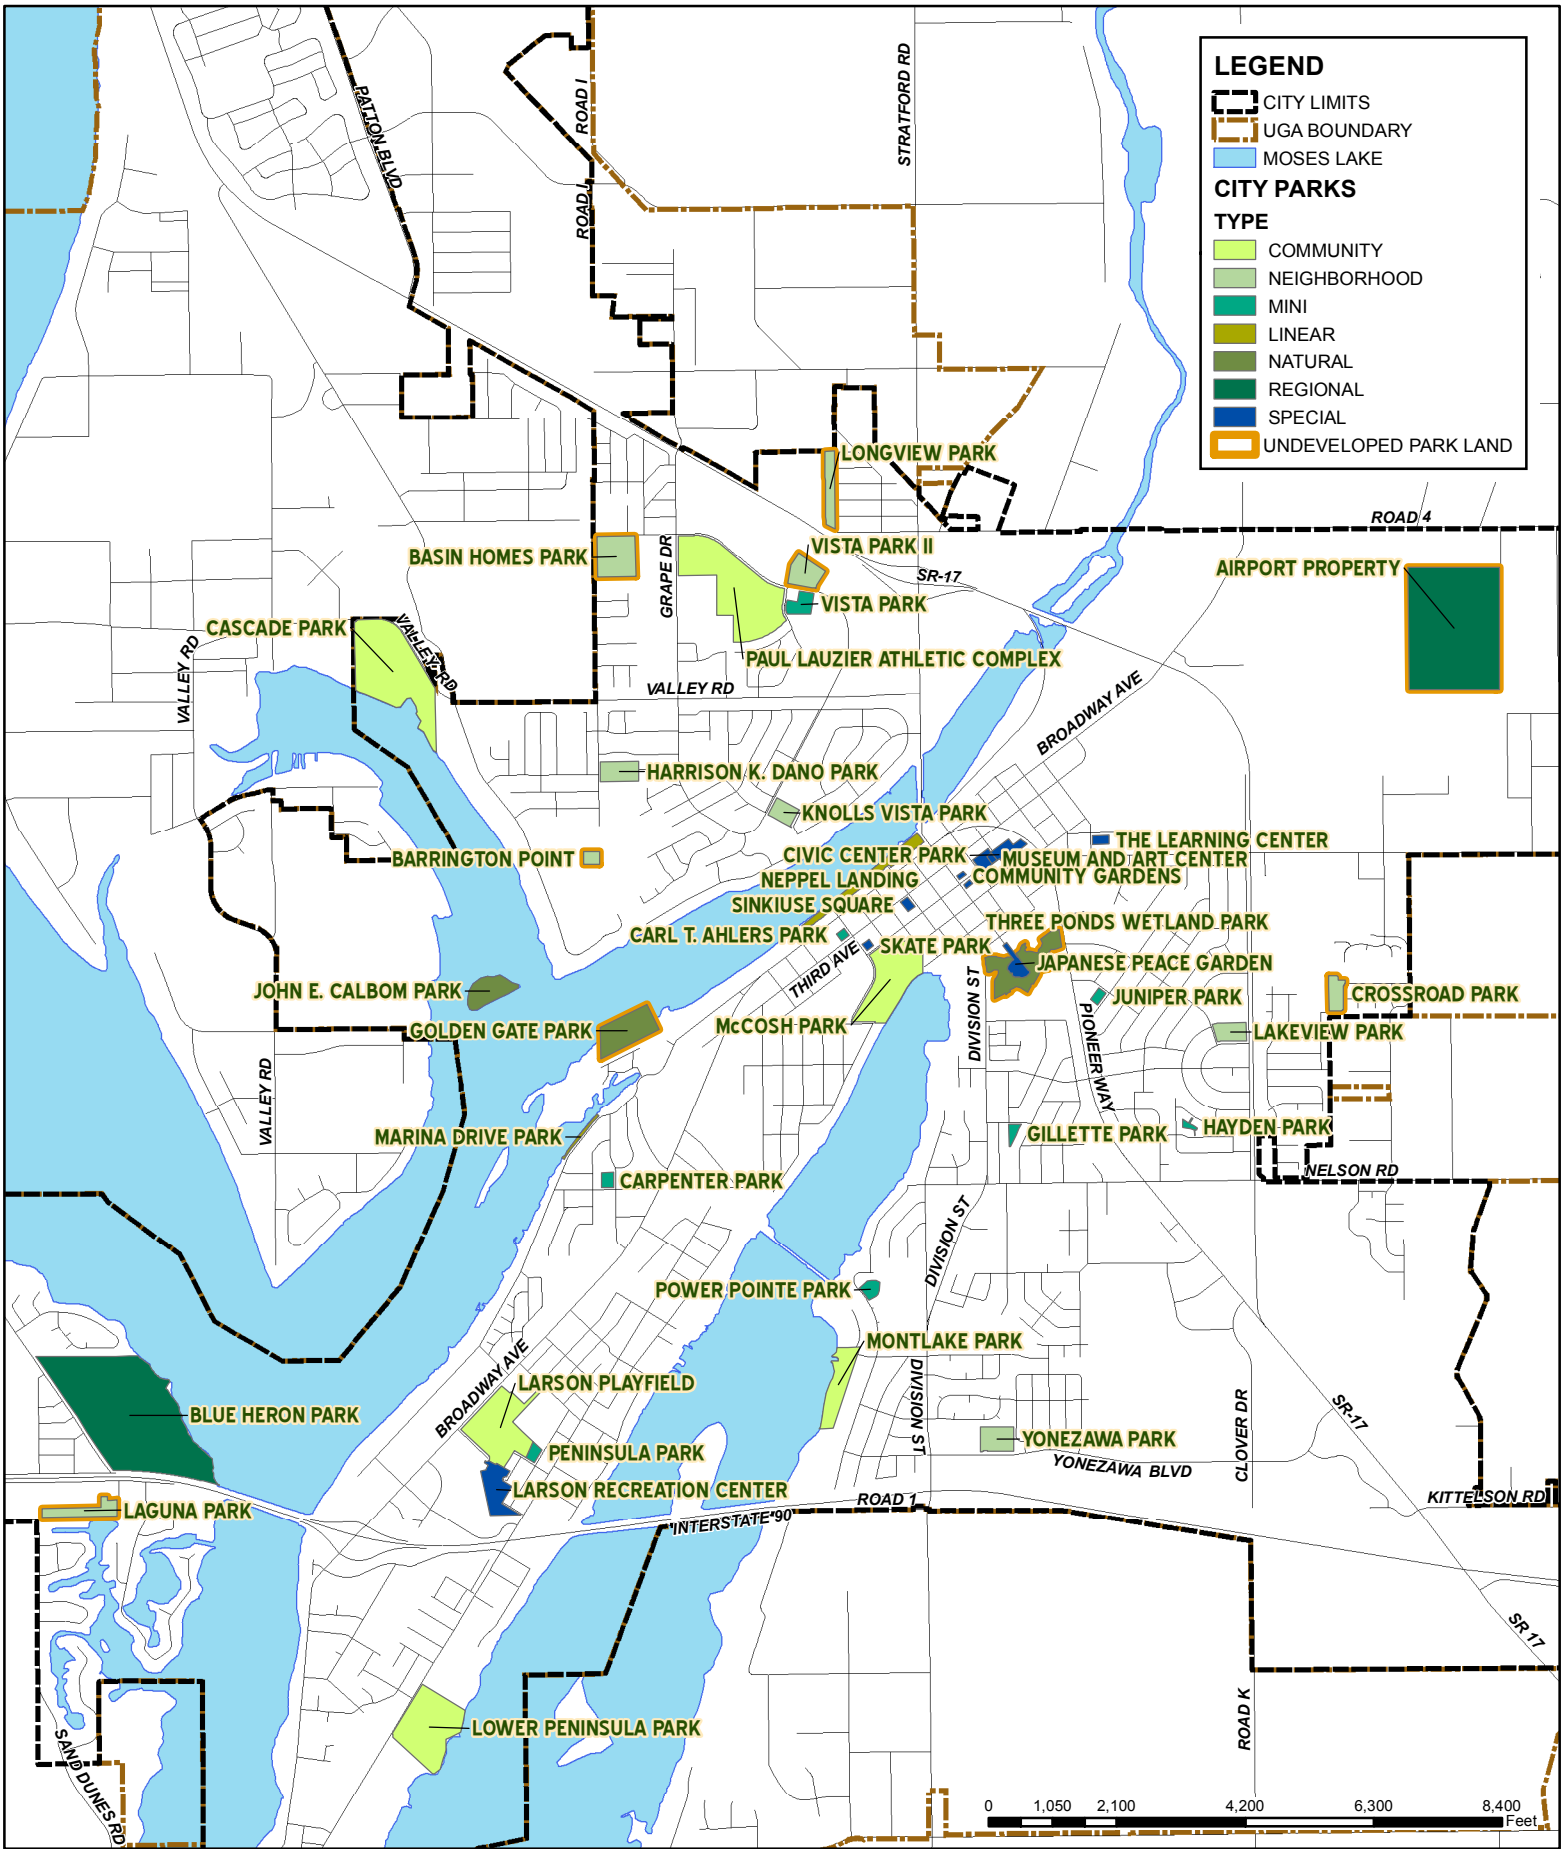 LEGEND
CITY LIMITS
UGA BOUNDARY
MOSES LAKE
CITY PARKS
TYPE
COMMUNITY
NEIGHBORHOOD
MINI
LINEAR
NATURAL
REGIONAL
SPECIAL
UNDEVELOPED PARK LAND
PATTON BLVD
ROAD I
ROAD I
STRATFORD RD
LONGVIEW PARK
ROAD 4
BASIN HOMES PARK
GRAPE DR
VISTA PARK II
SR-17
AIRPORT PROPERTY
VISTA PARK
CASCADE PARK
VALLEY RD
VALLEY RD
PAUL LAUZIER ATHLETIC COMPLEX
VALLEY RD
BROADWAY AVE
HARRISON K. DANO PARK
KNOLLS VISTA PARK
THE LEARNING CENTER
BARRINGTON POINT
CIVIC CENTER PARK
MUSEUM AND ART CENTER
NEPPEL LANDING
COMMUNITY GARDENS
SINKIUSE SQUARE
THREE PONDS WETLAND PARK
CARL T. AHLERS PARK
SKATE PARK
THIRD AVE
JAPANESE PEACE GARDEN
JOHN E. CALBOM PARK
JUNIPER PARK
CROSSROAD PARK
DIVISION ST
GOLDEN GATE PARK
McCOSH PARK
LAKEVIEW PARK
PIONEER WAY
VALLEY RD
MARINA DRIVE PARK
GILLETTE PARK
HAYDEN PARK
CARPENTER PARK
NELSON RD
DIVISION ST
POWER POINTE PARK
MONTLAKE PARK
BROADWAY AVE
LARSON PLAYFIELD
DIVISION ST
BLUE HERON PARK
CLOVER DR
SR-17
PENINSULA PARK
YONEZAWA PARK
YONEZAWA BLVD
LARSON RECREATION CENTER
ROAD 1
KITTELSON RD
LAGUNA PARK
INTERSTATE 90
SR 17
LOWER PENINSULA PARK
ROAD K
SAND DUNES RD
0 1,050 2,100 4,200 6,300 8,400
Feet